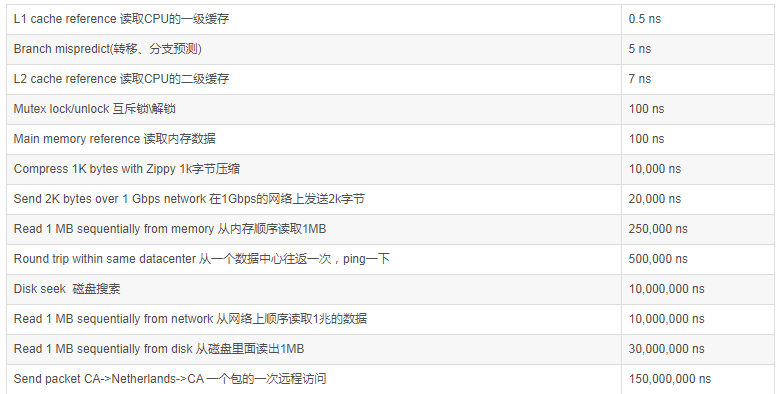 L1 cache reference 读取CPU的一级缓存 0.5 ns
Branch mispredict(转移、分支预测) 5 ns
L2 cache reference 读取CPU的二级缓存 7 ns
Mutex lock/unlock 互斥锁\解锁 100 ns
Main memory reference 读取内存数据 100 ns
Compress 1K bytes with Zippy 1k字节压缩 10,000 ns
Send 2K bytes over 1 Gbps network 在1Gbps的网络上发送2k字节 20,000 ns
Read 1 MB sequentially from memory 从内存顺序读取1MB 250,000 ns
Round trip within same datacenter 从一个数据中心往返一次，ping一下 500,000 ns
Disk seek 磁盘搜索 10,000,000 ns
Read 1 MB sequentially from network 从网络上顺序读取1兆的数据 10,000,000 ns
Read 1 MB sequentially from disk 从磁盘里面读出1MB 30,000,000 ns
Send packet CA->Netherlands->CA 一个包的一次远程访问 150,000,000 ns